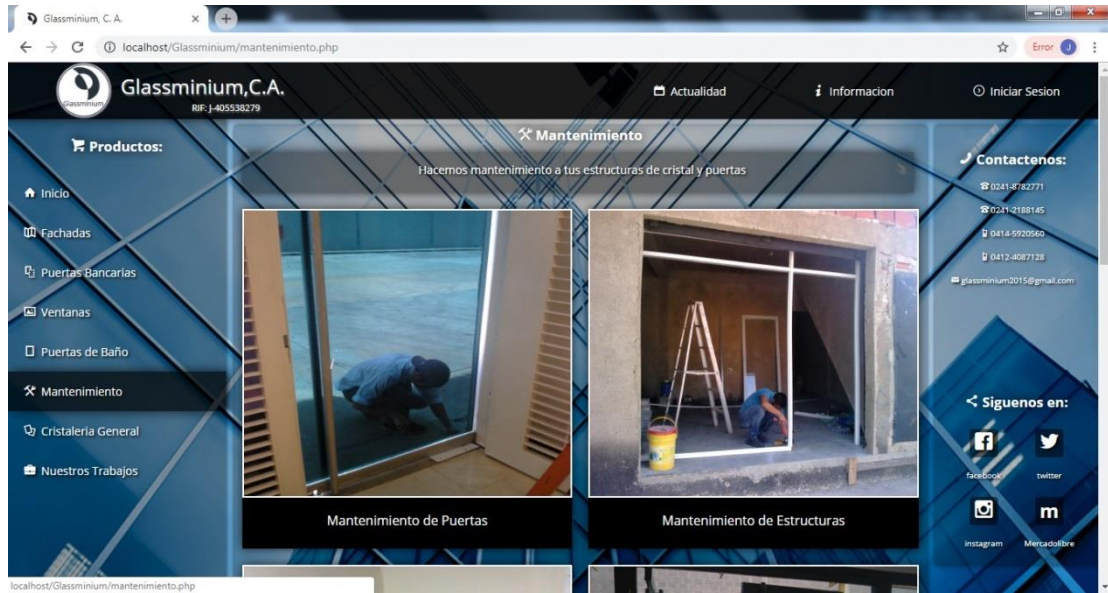 Glassminium, C. A.
localhost/Glassminium/mantenimiento.php
Error J
Glassminium
Glassminium,C.A.
RIF: J-405538279
Actualidad
Informacion
Iniciar Sesion
Productos:
Inicio
Fachadas
Puertas Bancarias
Ventanas
Puertas de Baño
Mantenimiento
Cristaleria General
Nuestros Trabajos
Mantenimiento
Hacemos mantenimiento a tus estructuras de cristal y puertas
Mantenimiento de Puertas
Mantenimiento de Estructuras
Contactenos:
0241-8782771
0241-2188145
0414-5920560
0412-4087128
glassminium2015@gmail.com
Siguenos en:
facebook
twitter
m
instagram
Mercadolibre
localhost/Glassminium/mantenimiento.php